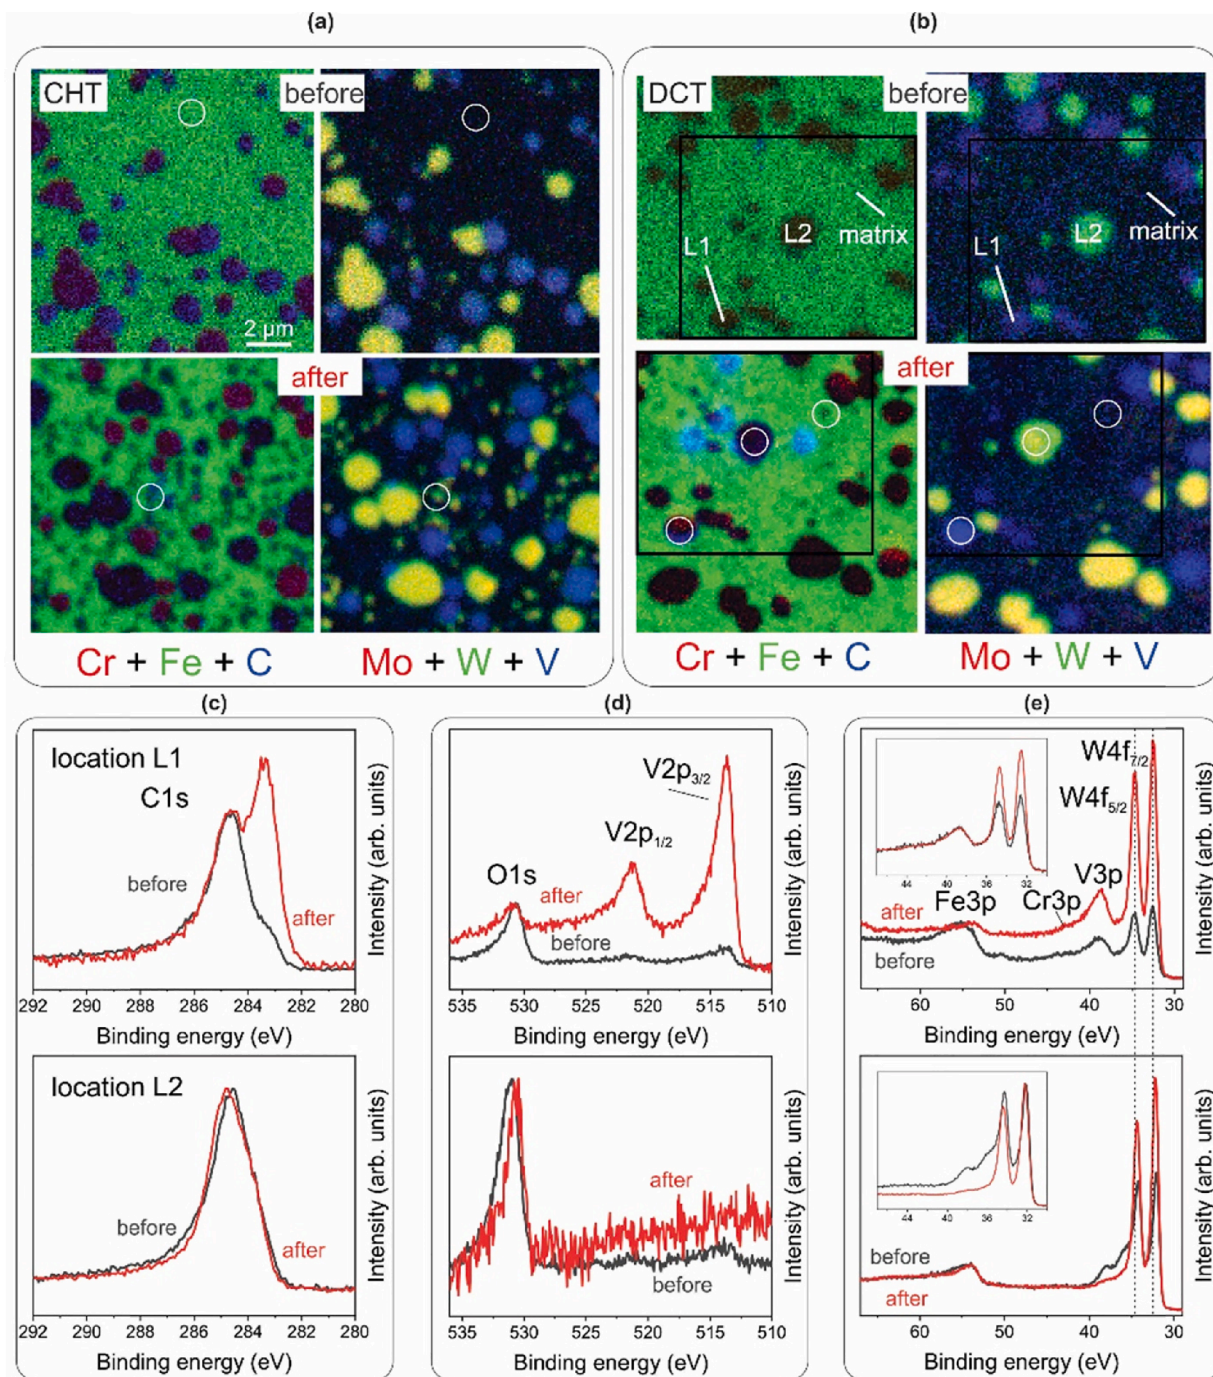 (a)
(b)
CHT
before
2 μm
after
Cr + Fe + C
Mo + W + V
DCT
before
L1
L2
matrix
L1
L2
matrix
after
Cr + Fe + C
Mo + W + V
(c)
(d)
(e)
location L1
C1s
before
after
292 290 288 286 284 282 280
Binding energy (eV)
Intensity (arb. units)
V2p3/2
V2p1/2
O1s
after
before
535 530 525 520 515 510
Binding energy (eV)
Intensity (arb. units)
W4f7/2
W4f5/2
V3p
Cr3p
Fe3p
after
before
44 40 36 32
60 50 40 30
Binding energy (eV)
Intensity (arb. units)
location L2
before
after
292 290 288 286 284 282 280
Binding energy (eV)
Intensity (arb. units)
after
before
535 530 525 520 515 510
Binding energy (eV)
Intensity (arb. units)
44 40 36 32
before
after
60 50 40 30
Binding energy (eV)
Intensity (arb. units)